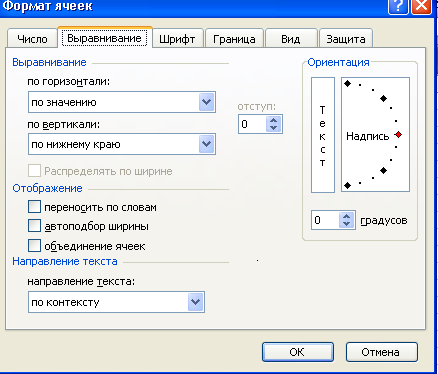 Формат ячеек
Число Выравнивание Шрифт Граница Вид Защита
Выравнивание
по горизонтали:
по значению
отступ:
по вертикали:
0
по нижнему краю
Распределять по ширине
Отображение
переносить по словам
автоподбор ширины
объединение ячеек
Направление текста
направление текста:
по контексту
Ориентация
Текст
Надпись
0 градусов
ОК Отмена